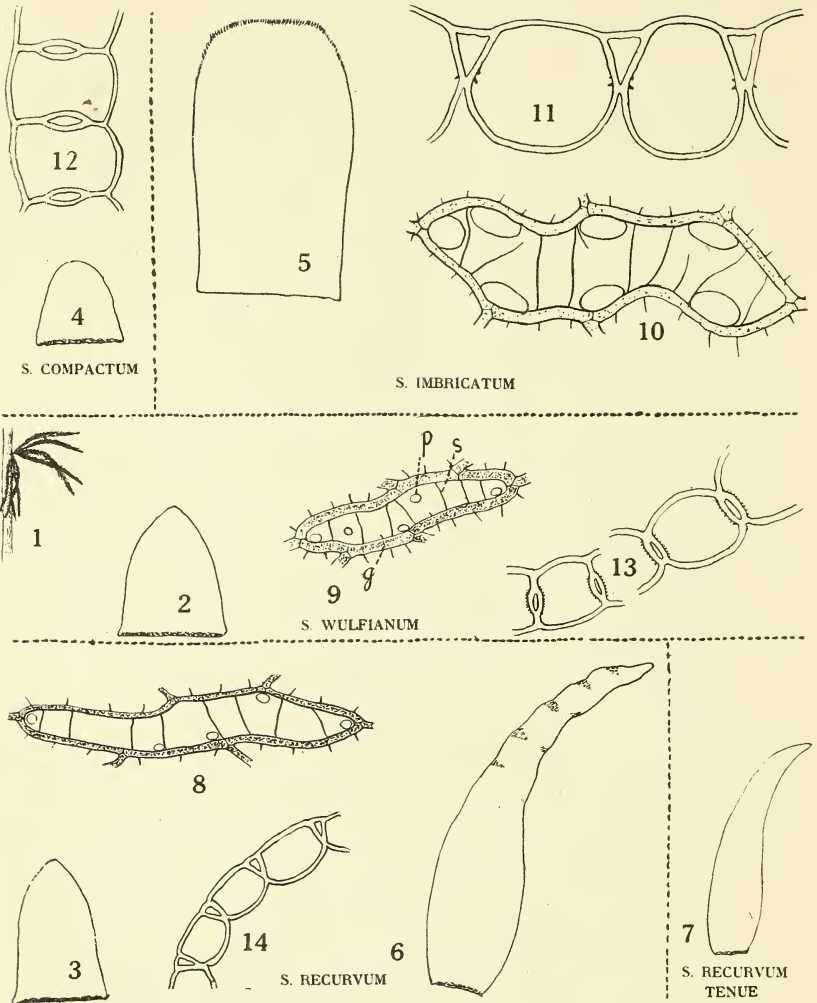 12
4
S. COMPACTUM
5
11
10
S. IMBRICATUM
1
2
9
p
s
g
S. WULFIANUM
13
8
3
14
S. RECURVUM
6
7
S. RECURVUM
TENUE